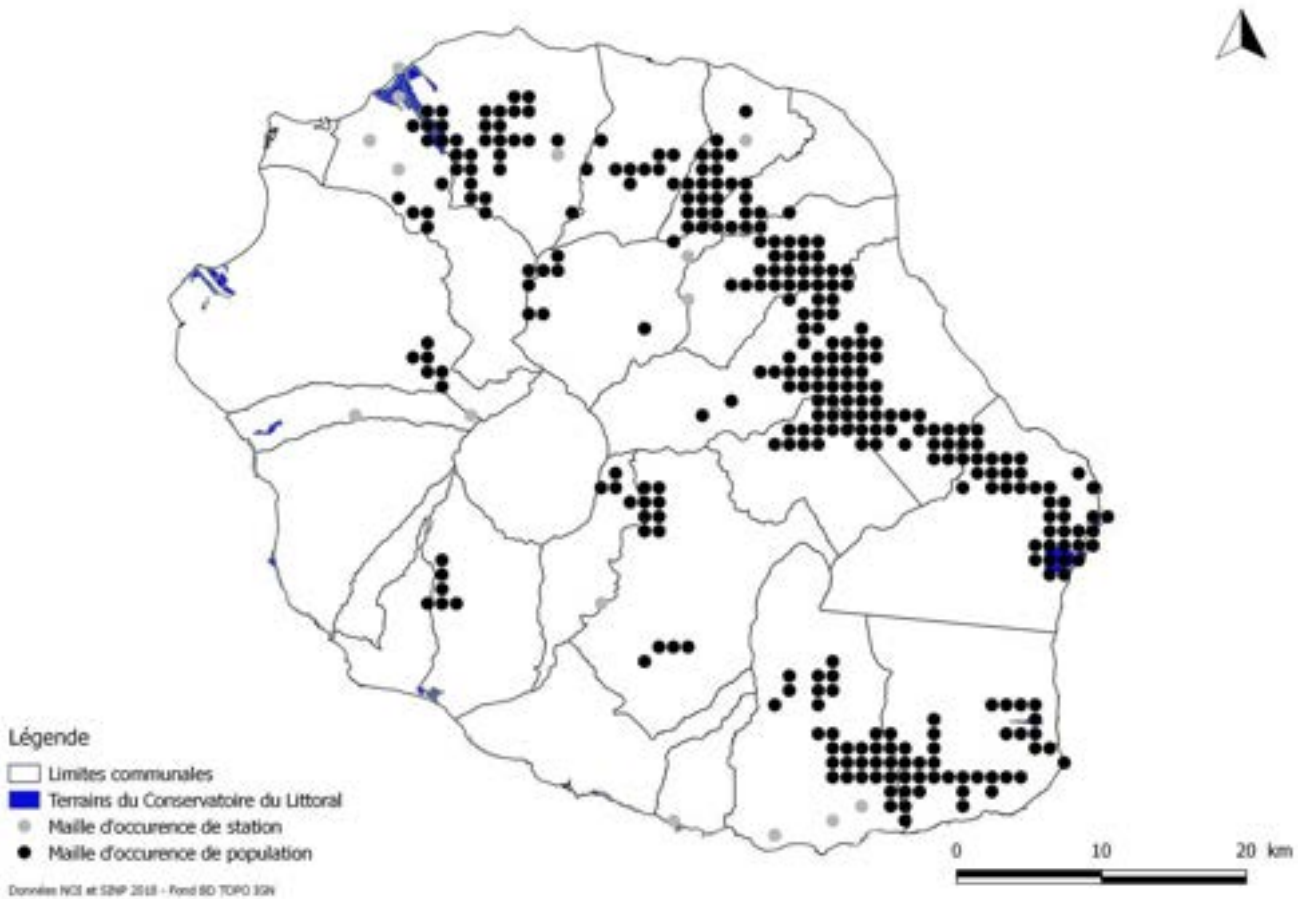 Légende
Limites communales
Terrains du Conservatoire du Littoral
Maille d'occurence de station
Maille d'occurence de population
Données NOI et SINP 2018 - Fond BD TOPO IGN
0 10 20 km